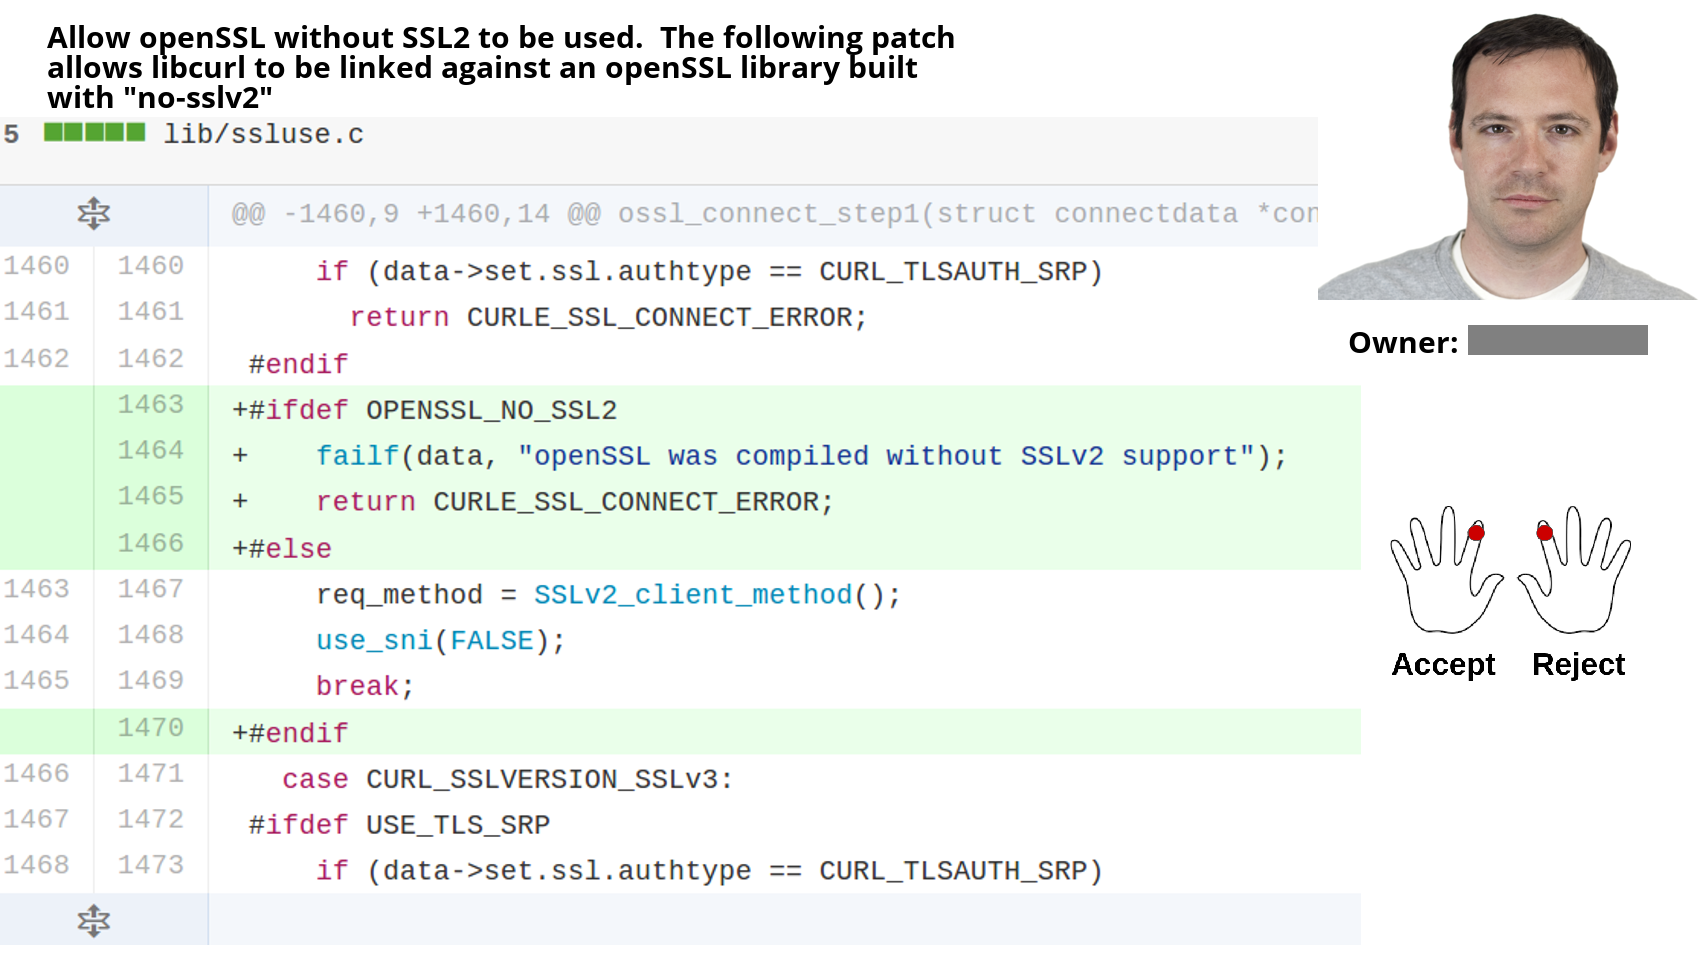 Allow openSSL without SSL2 to be used.  The following patch
allows libcurl to be linked against an openSSL library built
with "no-sslv2"
5 lib/ssluse.c
@@ -1460,9 +1460,14 @@ ossl_connect_step1(struct connectdata *con
1460 1460     if (data->set.ssl.authtype == CURL_TLSAUTH_SRP)
1461 1461       return CURLE_SSL_CONNECT_ERROR;
1462 1462 #endif
1463 +#ifdef OPENSSL_NO_SSL2
1464 +    failf(data, "openSSL was compiled without SSLv2 support");
1465 +    return CURLE_SSL_CONNECT_ERROR;
1466 +#else
1463 1467     req_method = SSLv2_client_method();
1464 1468     use_sni(FALSE);
1465 1469     break;
1470 +#endif
1466 1471   case CURL_SSLVERSION_SSLv3:
1467 1472 #ifdef USE_TLS_SRP
1468 1473     if (data->set.ssl.authtype == CURL_TLSAUTH_SRP)
Owner:
Accept Reject